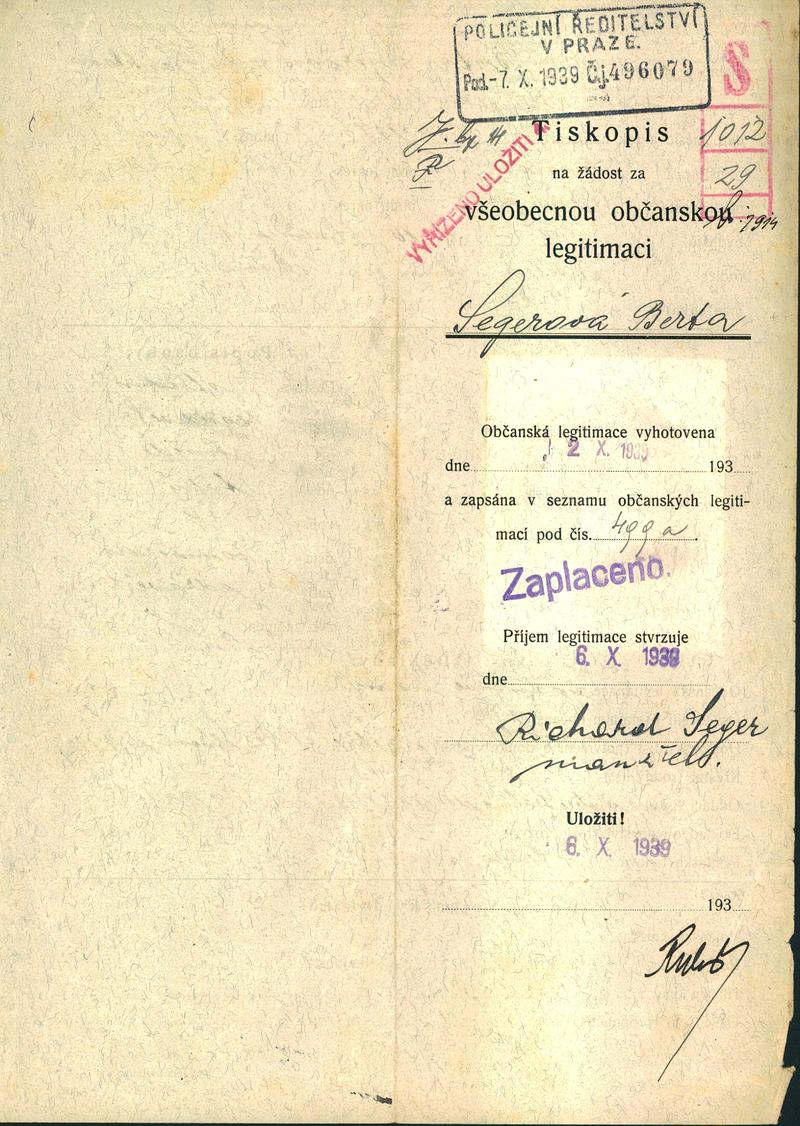 POLICEJNÍ ŘEDITELSTVÍ
V PRAZE.
Pod.-7. X. 1939 Čj. 496079
S
1012
29
VYŘÍZENO ULOŽITI
Tiskopis
na žádost za
všeobecnou občanskou
legitimaci
Segerová Berta
Občanská legitimace vyhotovena
2 X. 1939
dne 193
a zapsána v seznamu občanských legiti-
mací pod čís. 499 a.
Zaplaceno.
Příjem legitimace stvrzuje
6. X 1939
dne
Richard Seger
manžel.
Uložiti!
6. X 1939
193